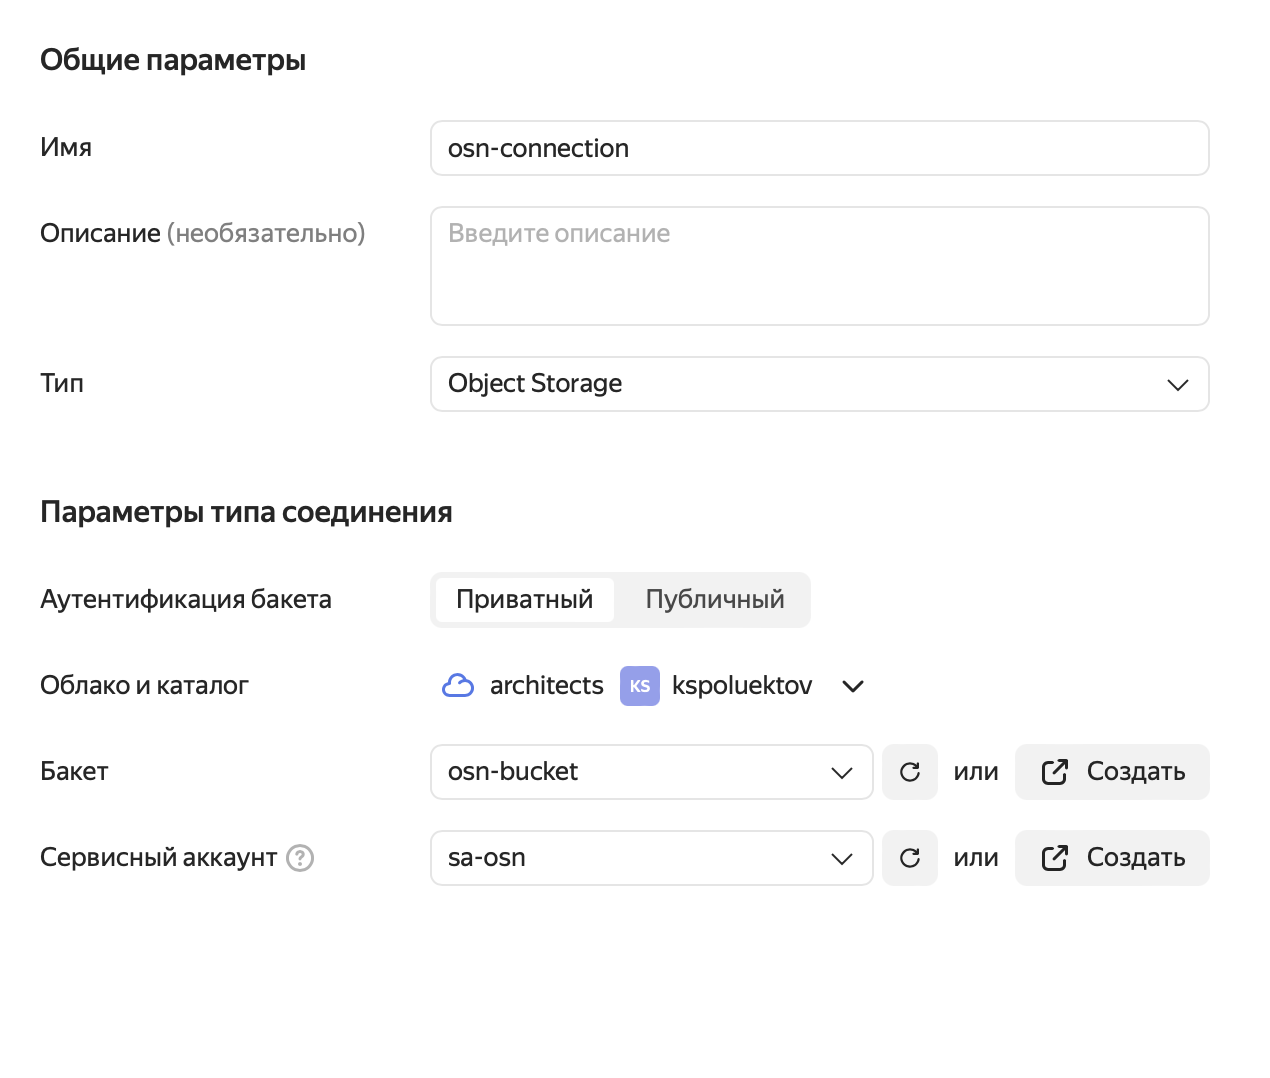 Общие параметры
Имя
osn-connection
Описание (необязательно)
Введите описание
Тип
Object Storage
Параметры типа соединения
Аутентификация бакета
Приватный Публичный
Облако и каталог
architects KS kspoluektov
Бакет
osn-bucket или Создать
Сервисный аккаунт ?
sa-osn или Создать